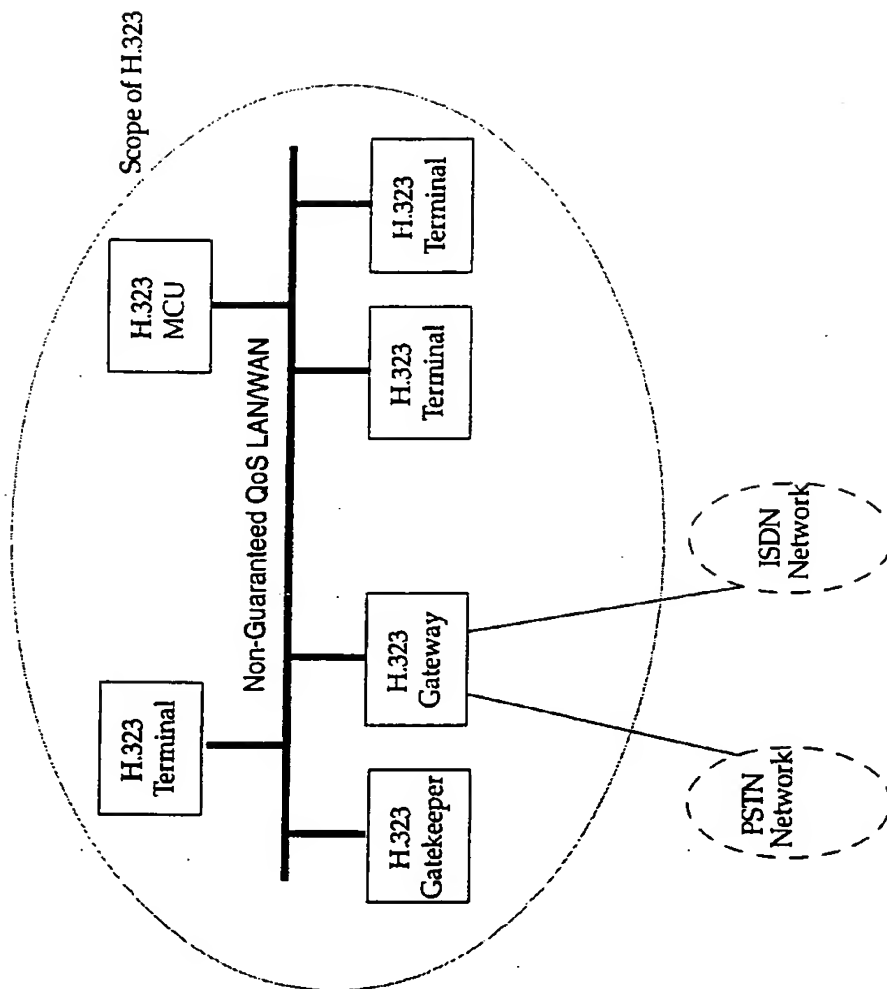 Scope of H.323
H.323
Terminal
H.323
MCU
Non-Guaranteed QoS LAN/WAN
H.323
Gatekeeper
H.323
Gateway
H.323
Terminal
H.323
Terminal
PSTN
Network
ISDN
Network